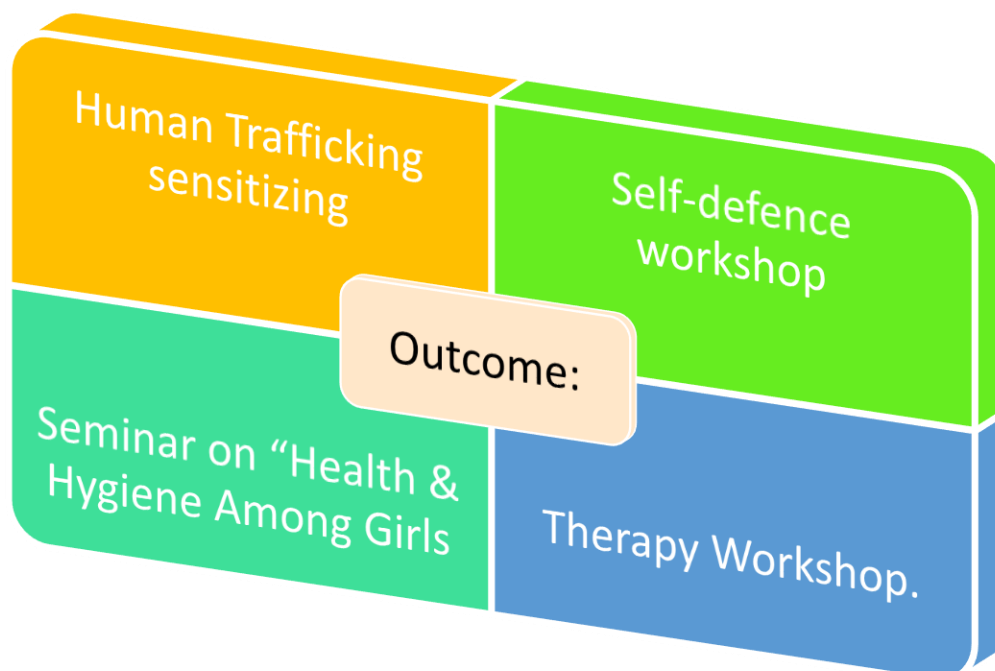 Human Trafficking
sensitizing
Self-defence
workshop
Outcome:
Seminar on “Health &
Hygiene Among Girls
Therapy Workshop.